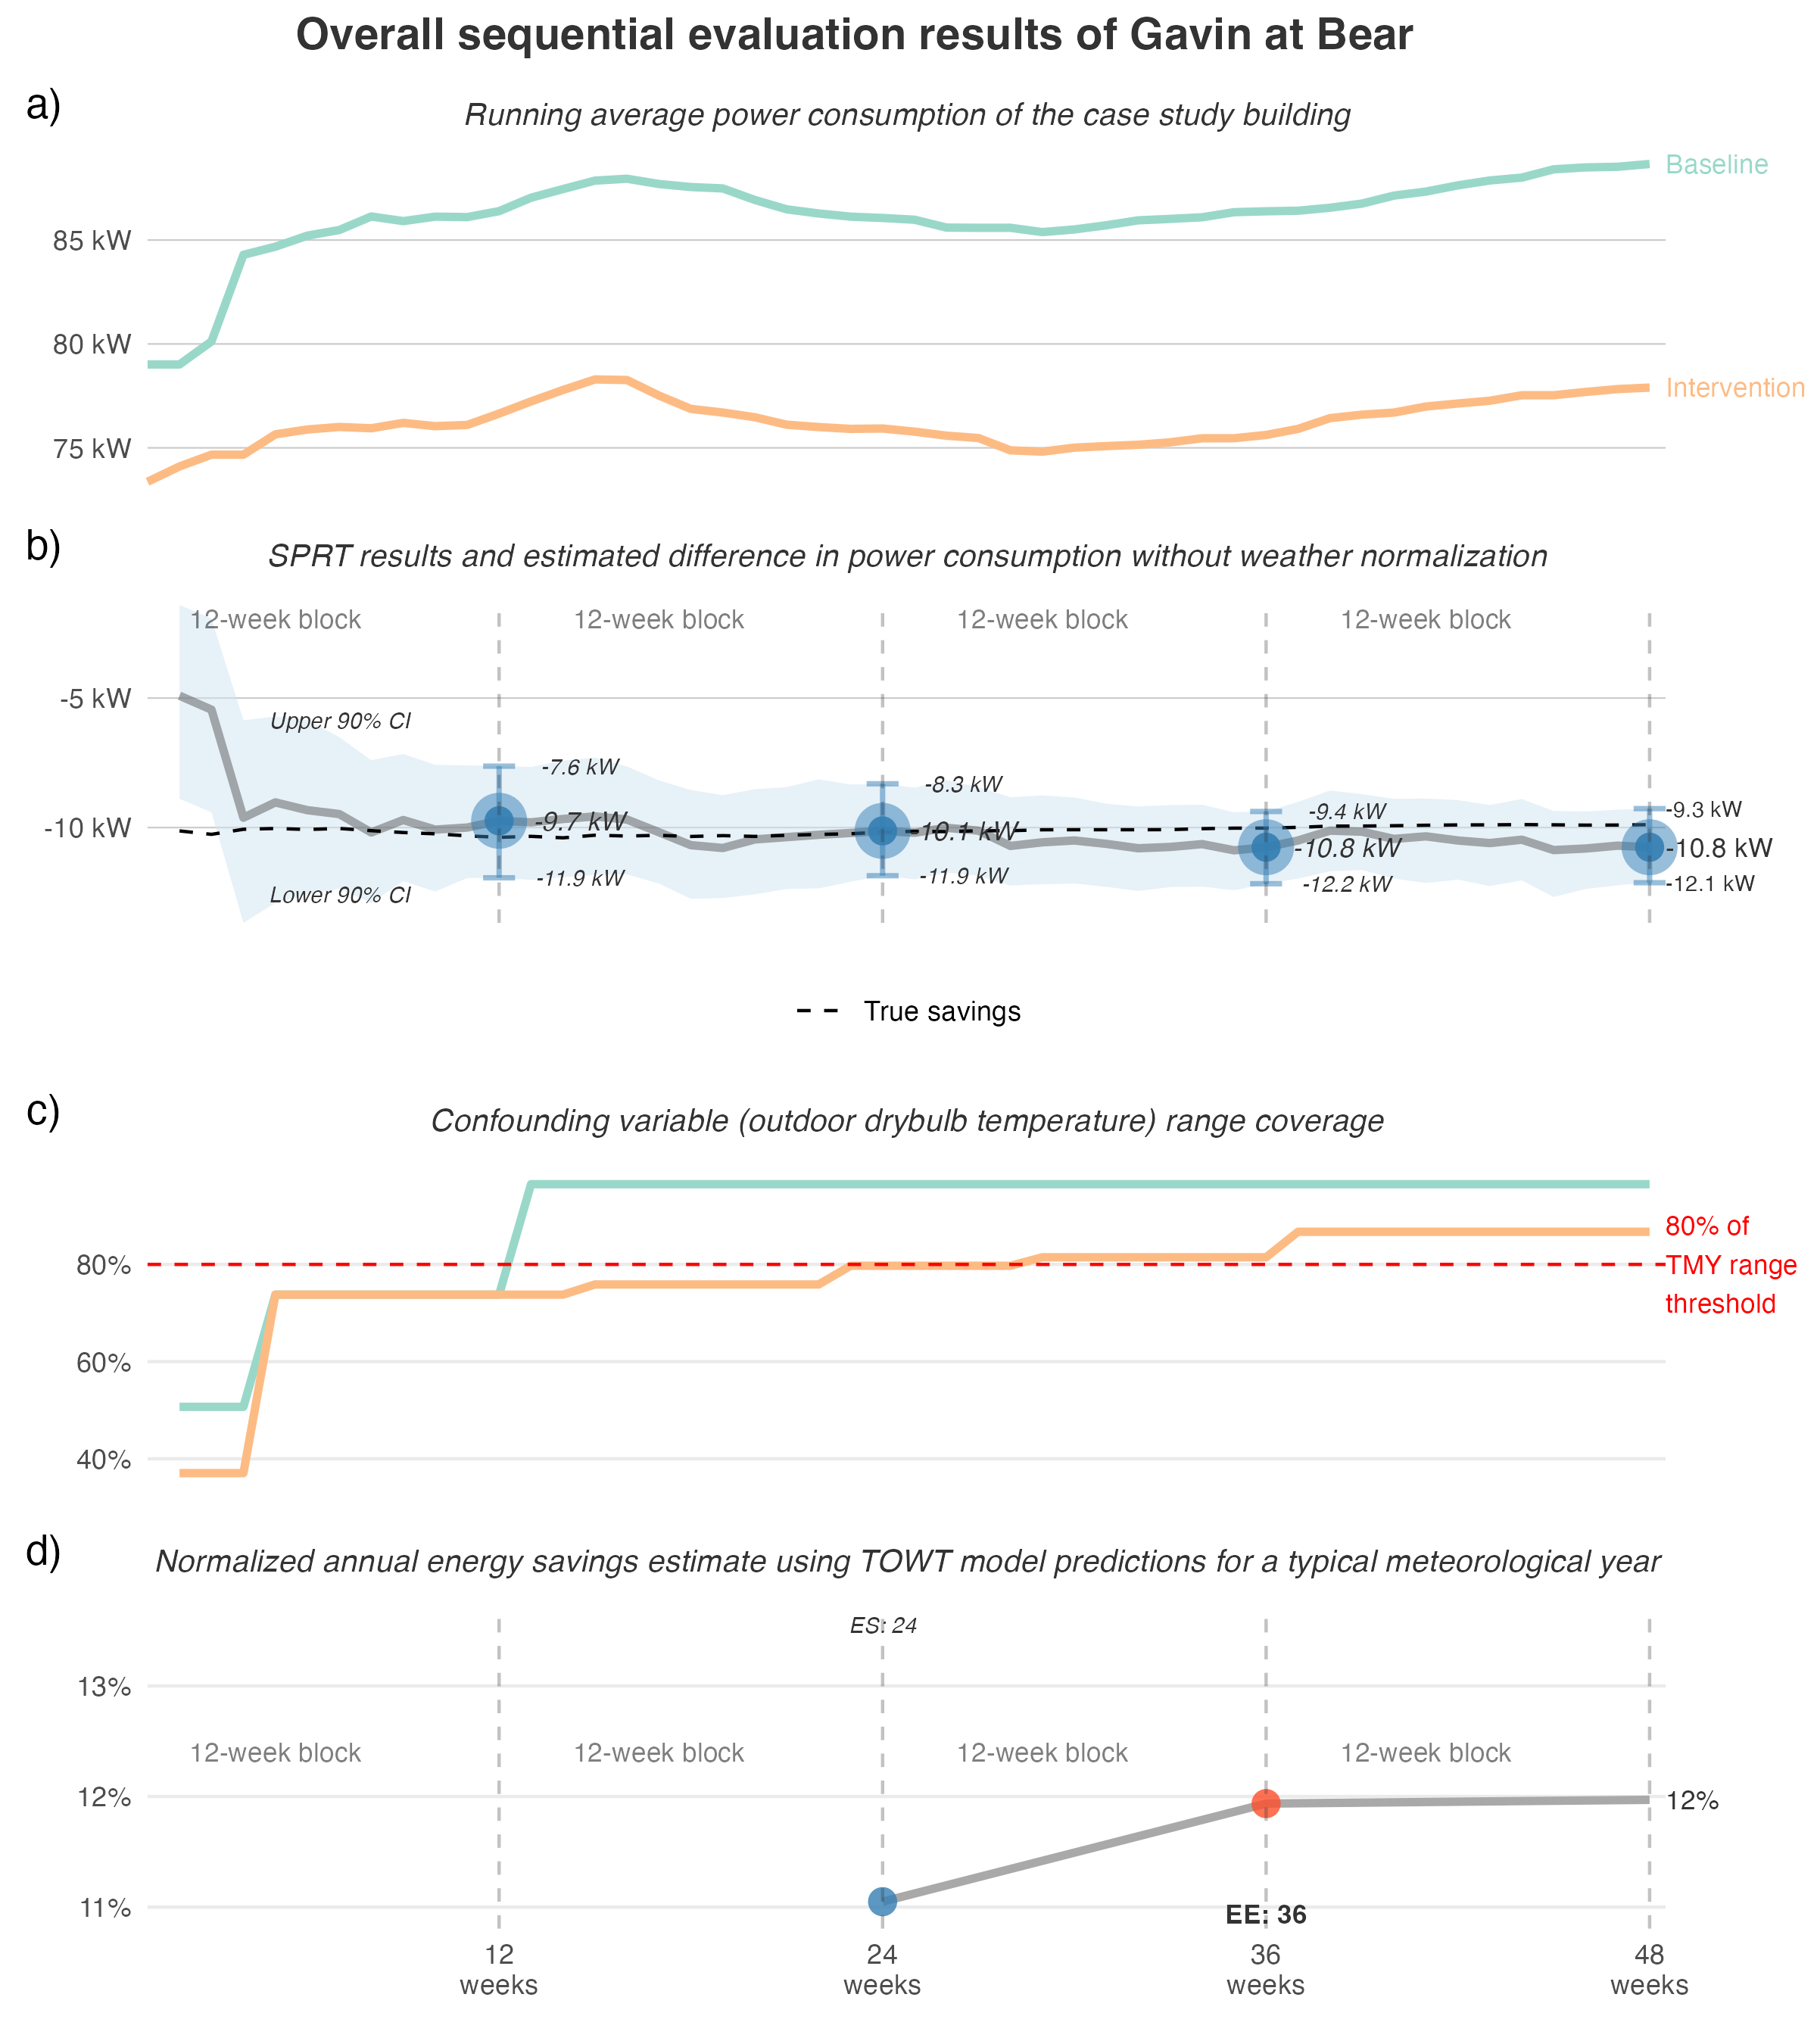 Overall sequential evaluation results of Gavin at Bear
a)
Running average power consumption of the case study building
Baseline
85 kW
80 kW
Intervention
75 kW
b)
SPRT results and estimated difference in power consumption without weather normalization
12-week block 12-week block 12-week block 12-week block
-5 kW
Upper 90% CI
-7.6 kW
-8.3 kW
-9.4 kW
-9.3 kW
-10 kW
-9.7 kW
-10.1 kW
-10.8 kW
-10.8 kW
-11.9 kW
-11.9 kW
-12.2 kW
-12.1 kW
Lower 90% CI
True savings
c)
Confounding variable (outdoor drybulb temperature) range coverage
80% of
TMY range
threshold
80%
60%
40%
d)
Normalized annual energy savings estimate using TOWT model predictions for a typical meteorological year
ES: 24
13%
12-week block 12-week block 12-week block 12-week block
12%
12%
11%
EE: 36
12
weeks
24
weeks
36
weeks
48
weeks